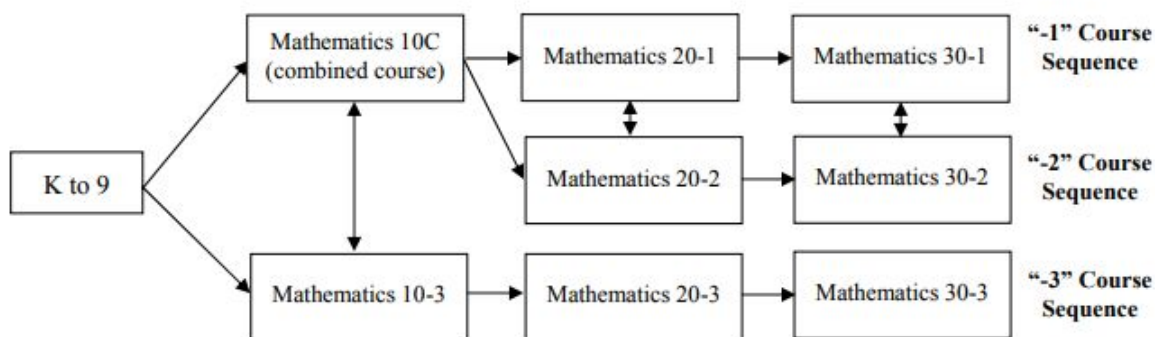 Mathematics 10C
(combined course)
Mathematics 20-1
Mathematics 30-1
“-1” Course
Sequence
K to 9
Mathematics 20-2
Mathematics 30-2
“-2” Course
Sequence
Mathematics 10-3
Mathematics 20-3
Mathematics 30-3
“-3” Course
Sequence